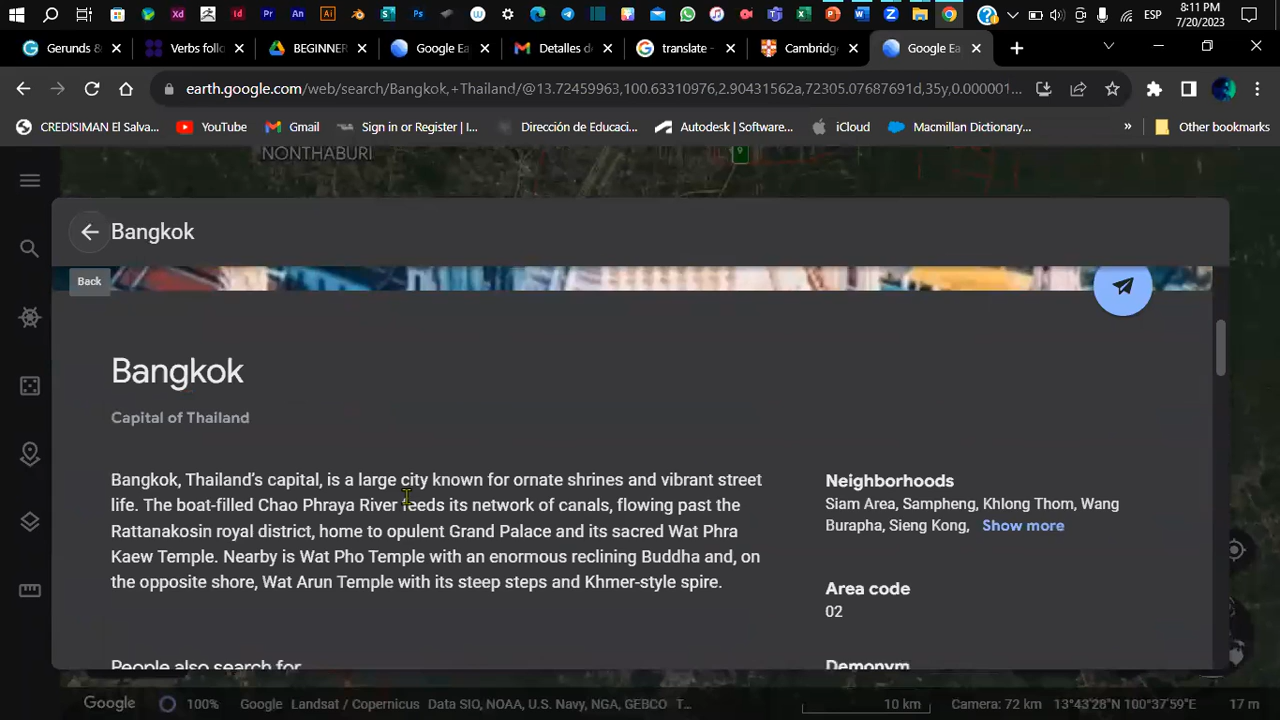 8:11 PM
ESP
7/20/2023
Gerunds &
Verbs follo
BEGINNER
Google Ea
Detalles de
translate -
Cambridge
Google Ea
earth.google.com/web/search/Bangkok,+Thailand/@13.72459963,100.63310976,2.90431562a,72305.07687691d,35y,0.000001...
CREDISIMAN El Salva...
YouTube
Gmail
Sign in or Register | I...
Dirección de Educaci...
Autodesk | Software...
iCloud
Macmillan Dictionary...
»
Other bookmarks
NONTHABURI
Bangkok
Back
Bangkok
Capital of Thailand
Bangkok, Thailand's capital, is a large city known for ornate shrines and vibrant street
life. The boat-filled Chao Phraya River feeds its network of canals, flowing past the
Rattanakosin royal district, home to opulent Grand Palace and its sacred Wat Phra
Kaew Temple. Nearby is Wat Pho Temple with an enormous reclining Buddha and, on
the opposite shore, Wat Arun Temple with its steep steps and Khmer-style spire.
Neighborhoods
Siam Area, Sampheng, Khlong Thom, Wang
Burapha, Sieng Kong, Show more
Area code
02
People also search for
Demonym
Google 100% Google Landsat / Copernicus Data SIO, NOAA, U.S. Navy, NGA, GEBCO T... 10 km Camera: 72 km 13°43'28"N 100°37'59"E 17 m